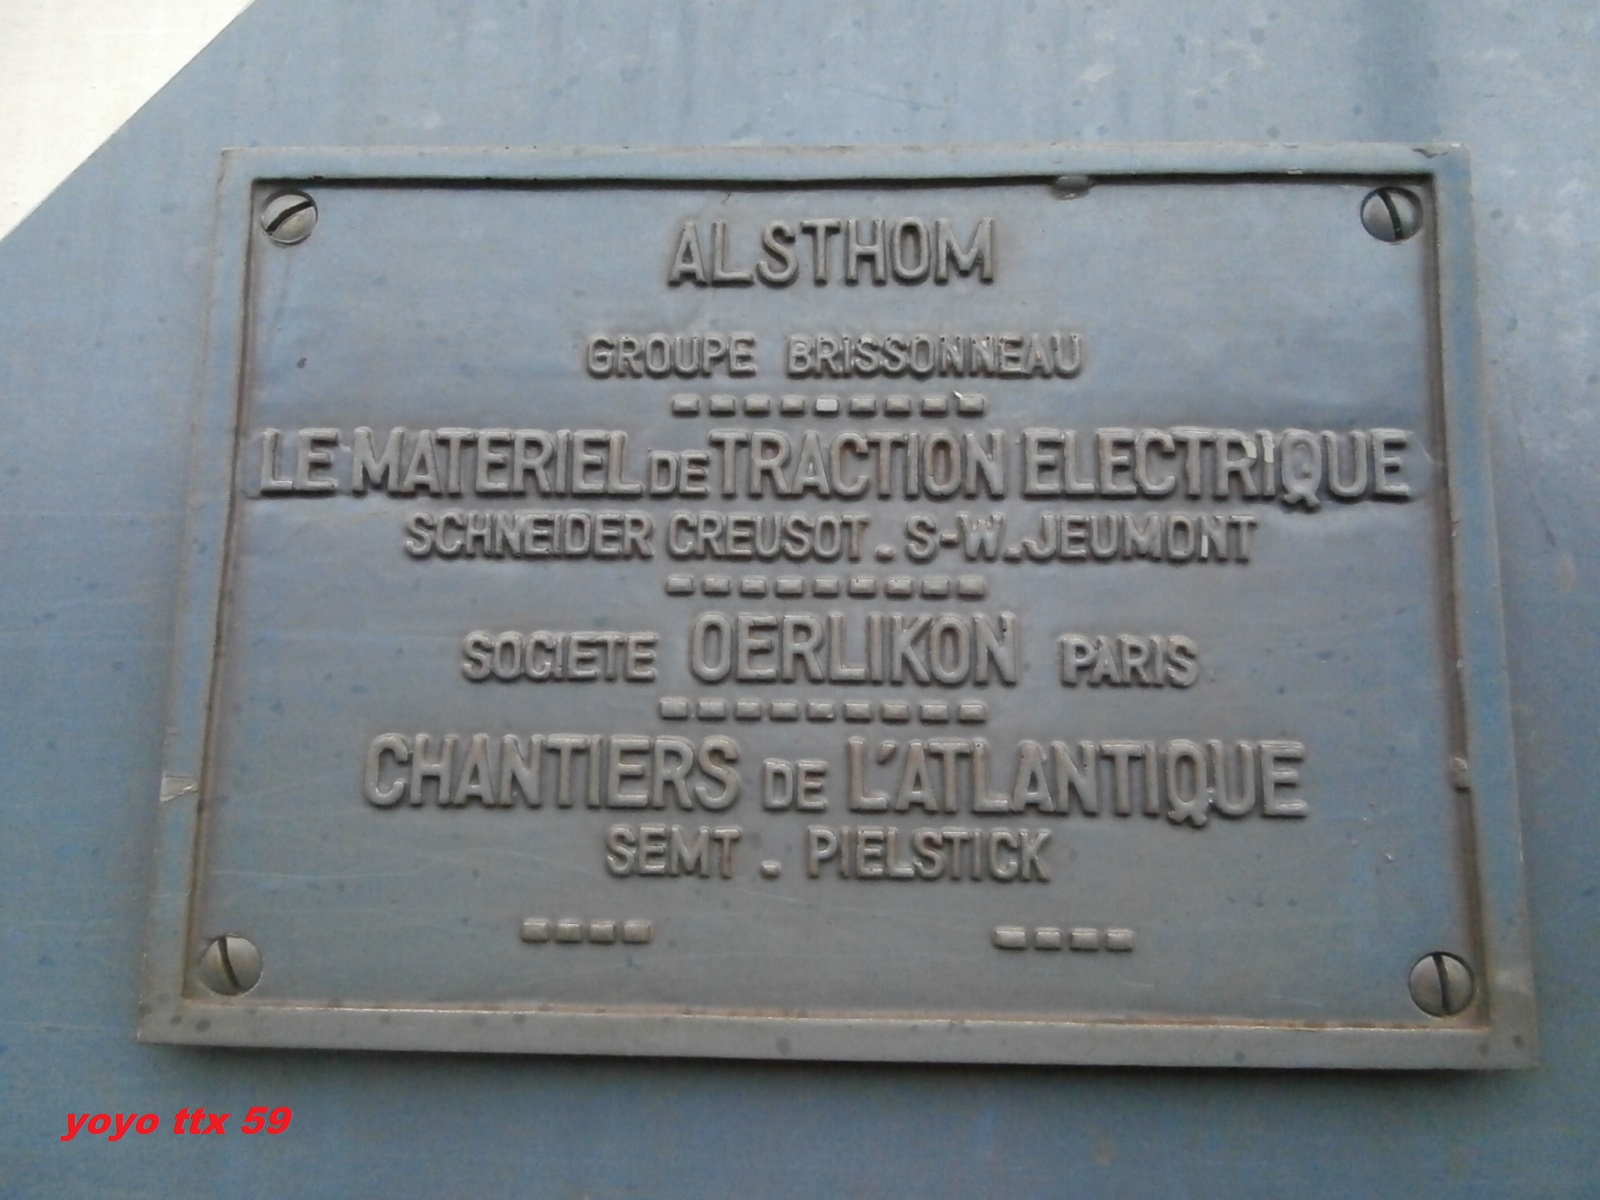 ALSTHOM
GROUPE BRISSONNEAU
LE MATERIEL DE TRACTION ELECTRIQUE
SCHNEIDER CREUSOT. S-W. JEUMONT
SOCIETE OERLIKON PARIS
CHANTIERS DE L'ATLANTIQUE
SEMT . PIELSTICK
yoyo ttx 59